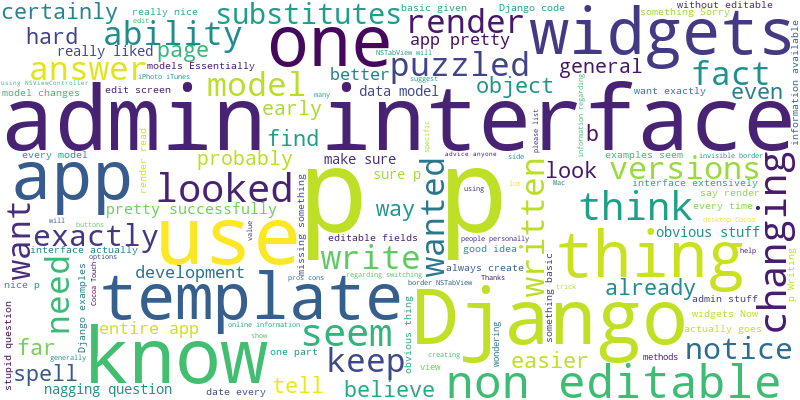 certainly
substitutes
one
render
basic given
Django code
something Sorry
without editable
really nice
edit
hard
ability
page
app pretty
widgets
really liked
puzzled
general
fact
answer
models Essentially
NSTabView will
iPhoto iTunes
better
object
even
using NSViewController
model
suggest
model changes
edit screen
data model
want exactly
many
early
information available
admin interface
find
b
every model
render read
probably
make sure
specific
please list
examples seem
invisible border
app
looked
sure p
advice anyone
side
look
versions
interface extensively
Mac
using
say render
want
pretty successfully
way
wanted
written
think
every time
changing
use
p p
lot
exactly
missing something
editable fields
people personally
desktop Cocoa
obvious stuff
will
buttons
value
write
good idea
help
interface actually
thing
nice p
options
development
always create
need
Django examples
Cocoa Touch
pros cons
regarding switching
border NSTabView
Thanks
trick
already
template
Django
admin stuff
p Writing
something basic
information regarding
widgets Now
online information
entire app
seem
creating
wondering
actually goes
know
show
easier
notice
stupid question
far
generally
one part
keep
obvious thing
view
methods
spell
tell
believe
non editable
nagging question
date every